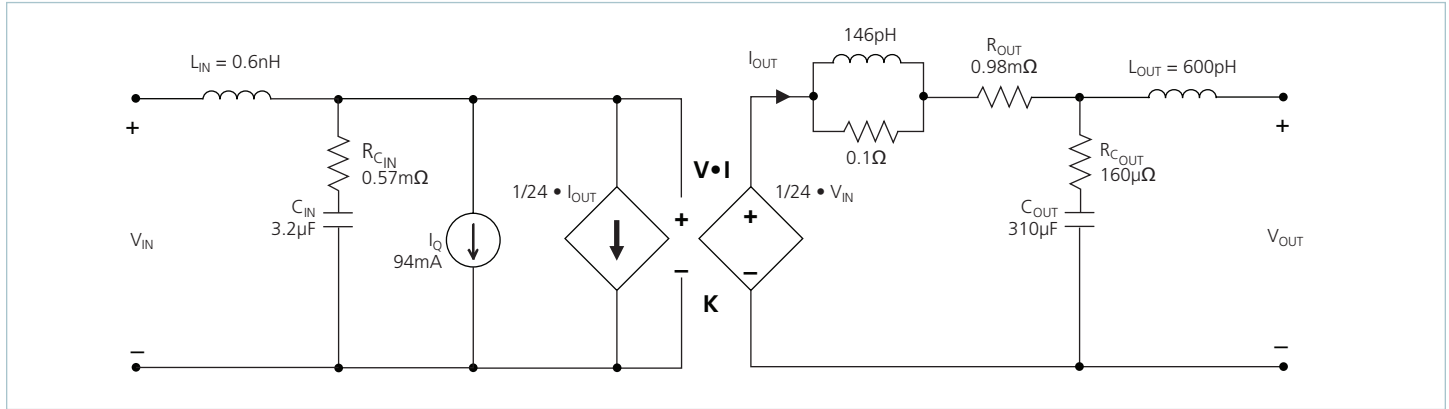 L_IN = 0.6nH
+
R_C_IN
0.57mΩ
C_IN
3.2µF
V_IN
–
I_Q
94mA
1/24 • I_OUT
V•I
+
–
K
1/24 • V_IN
+
–
I_OUT
146pH
0.1Ω
R_OUT
0.98mΩ
L_OUT = 600pH
R_C_OUT
160µΩ
C_OUT
310µF
+
V_OUT
–